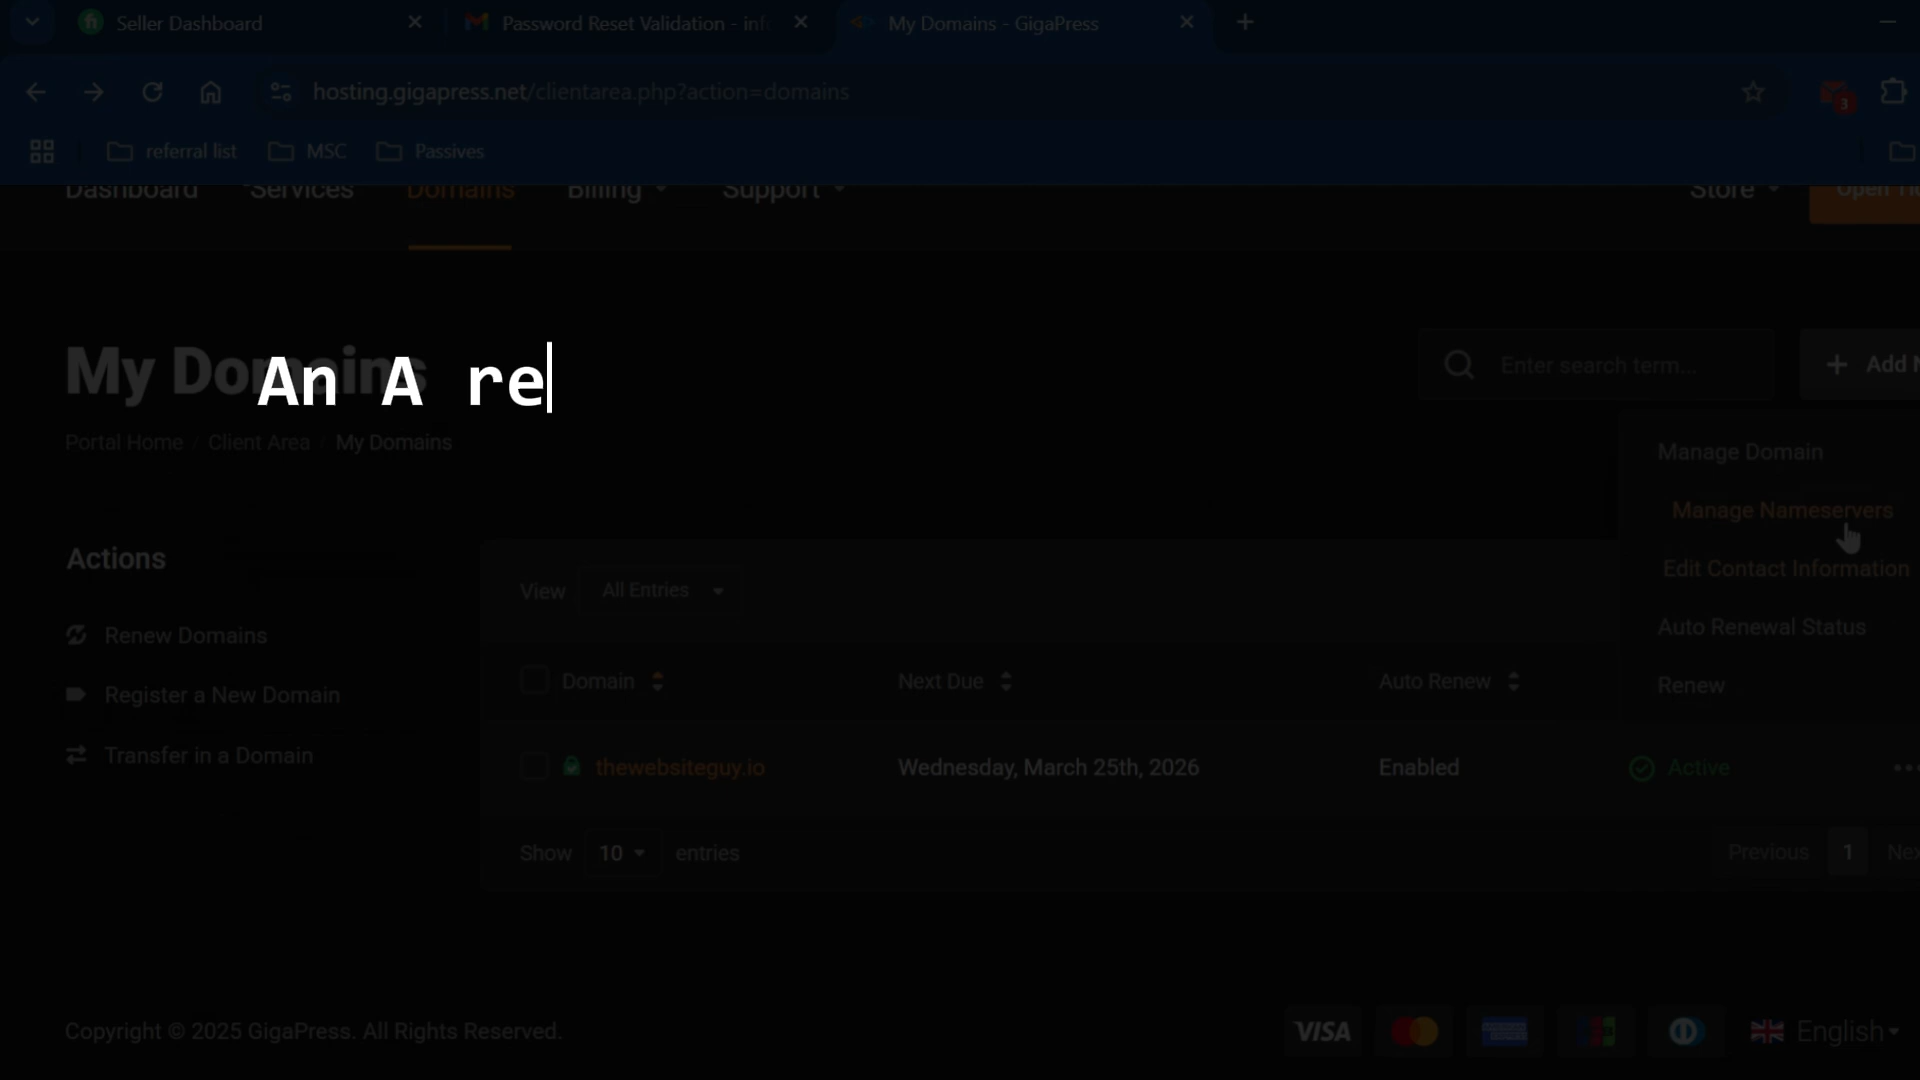 Seller Dashboard
Password Reset Validation - inf
My Domains - GigaPress
hosting.gigapress.net/clientarea.php?action=domains
3
referral list
MSC
Passives
Dashboard
Services
Domains
Billing
Support
Store
Open
My Domains
An A re
Enter search term...
Add
Portal Home / Client Area / My Domains
Manage Domain
Manage Nameservers
Edit Contact Information
Auto Renewal Status
Renew
Actions
Renew Domains
Register a New Domain
Transfer in a Domain
View
All Entries
Domain
Next Due
Auto Renew
thewebsiteguy.io
Wednesday, March 25th, 2026
Enabled
Active
Show 10 entries
Previous 1 Nex
Copyright © 2025 GigaPress. All Rights Reserved.
VISA
English